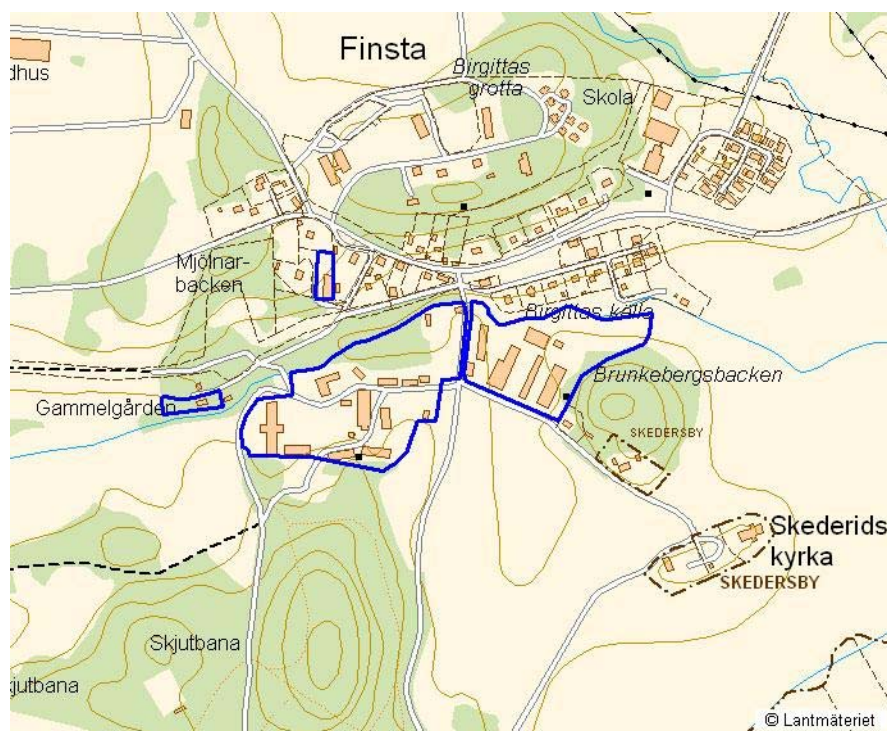 Finsta
dhus
Birgittas
grotta
Skola
Mjölnar-
backen
Birgittas källa
Brunkebergsbacken
Gammelgården
SKEDERSBY
Skederids
kyrka
SKEDERSBY
Skjutbana
kjutbana
© Lantmäteriet